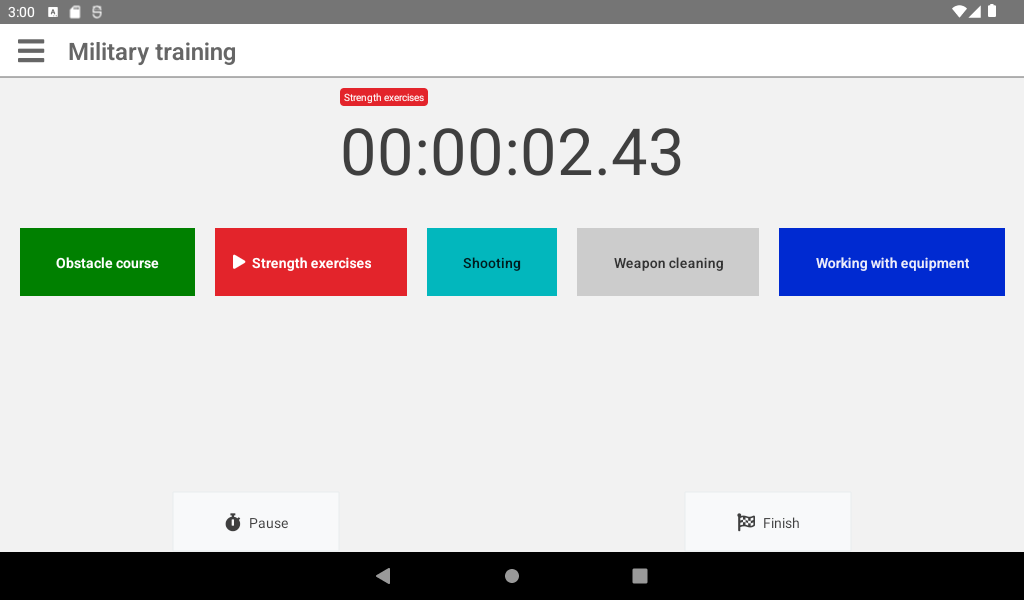 3:00
Military training
Strength exercises
00:00:02.43
Obstacle course
Strength exercises
Shooting
Weapon cleaning
Working with equipment
Pause
Finish